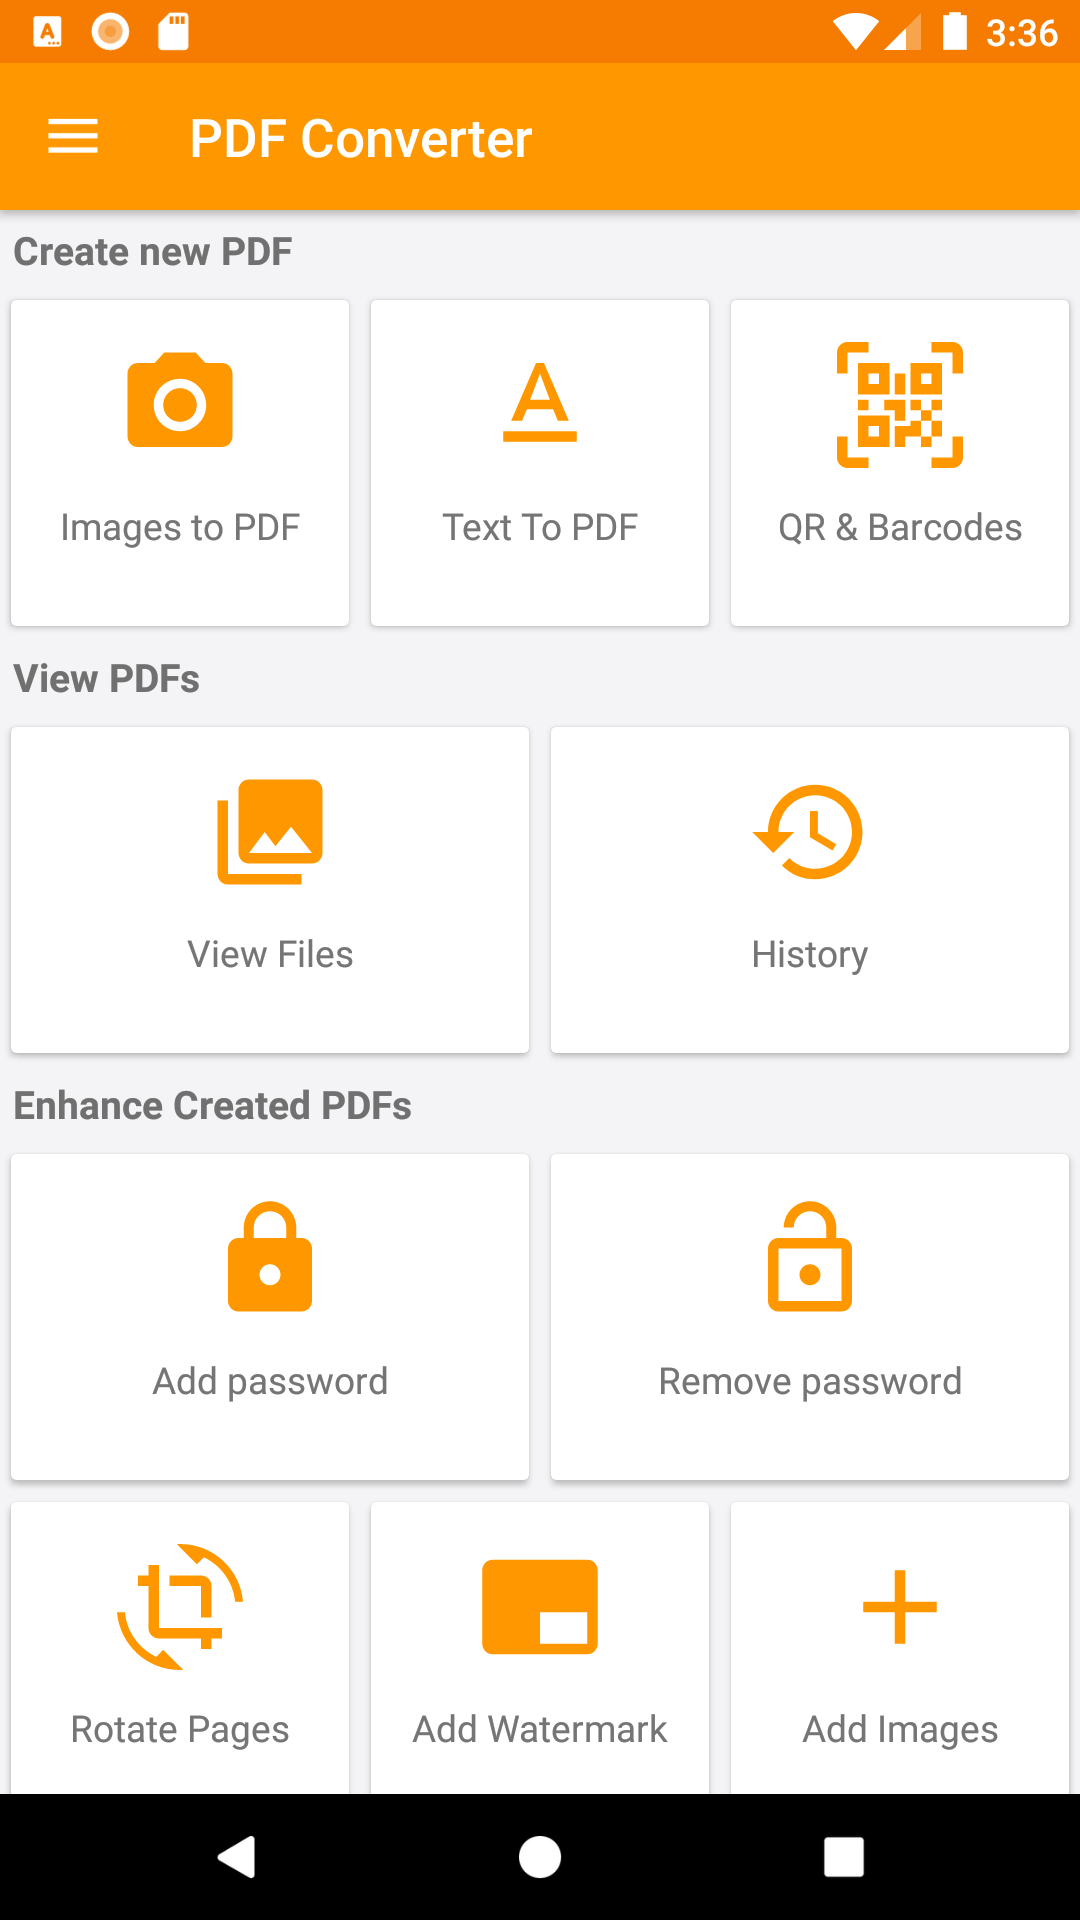 3:36
PDF Converter
Create new PDF
Images to PDF
Text To PDF
QR & Barcodes
View PDFs
View Files
History
Enhance Created PDFs
Add password
Remove password
Rotate Pages
Add Watermark
Add Images